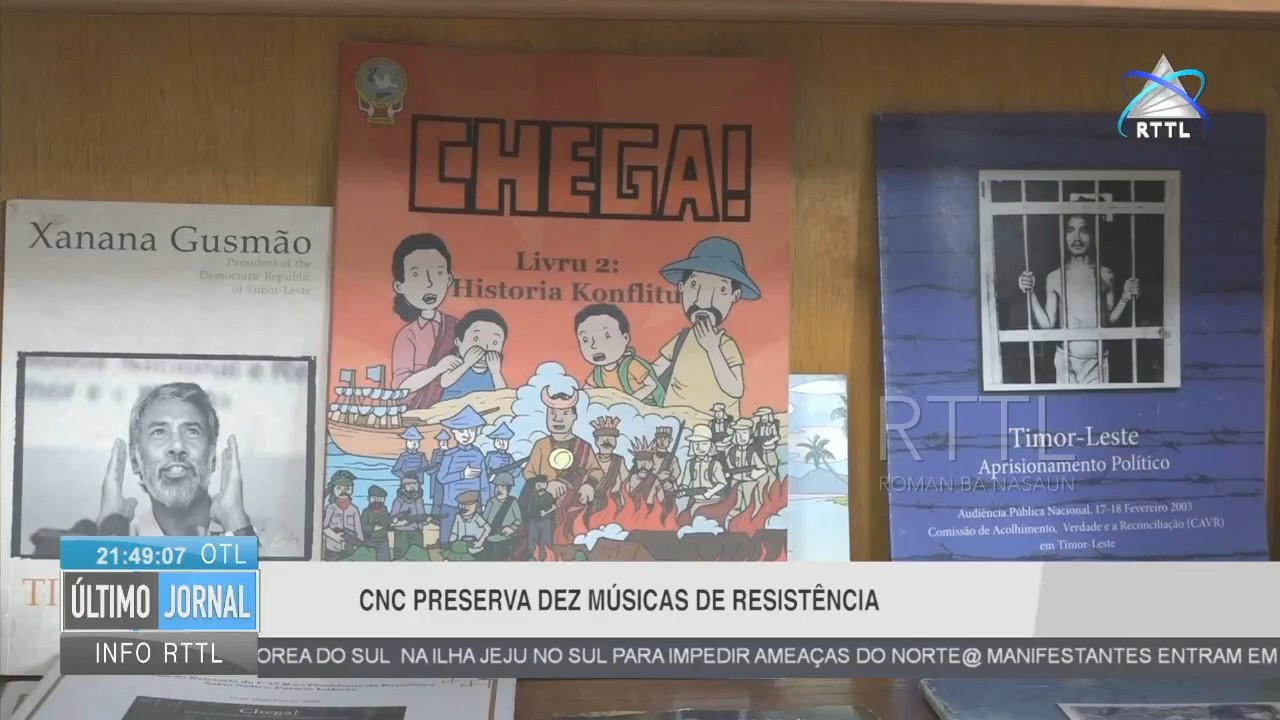 RTTL
CHEGA!
Xanana Gusmão
President of the
Democratic Republic
of Timor-Leste
Livru 2:
Historia Konflitu
RTTL
ROMAN BA NASAUN
Timor-Leste
Aprisionamento Político
Audiência Pública Nacional, 17-18 Fevereiro 2003
Comissão de Acolhimento, Verdade e a Reconciliação (CAVR)
em Timor-Leste
21:49:07 OTL
ÚLTIMO JORNAL
CNC PRESERVA DEZ MÚSICAS DE RESISTÊNCIA
INFO RTTL
OREA DO SUL NA ILHA JEJU NO SUL PARA IMPEDIR AMEAÇAS DO NORTE@ MANIFESTANTES ENTRAM EM
Chega!